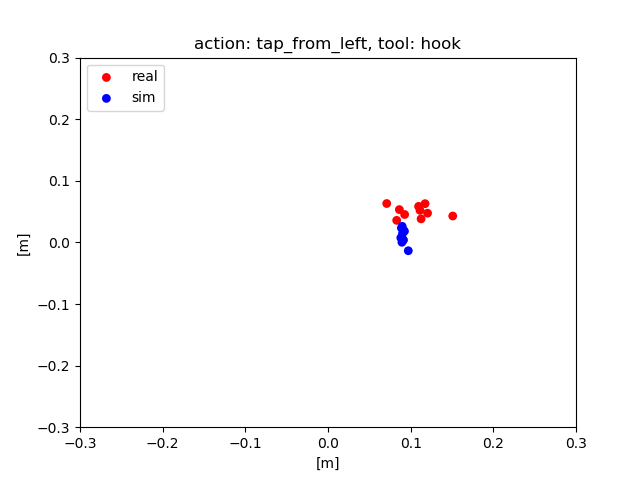 action: tap_from_left, tool: hook
real
sim
0.3
0.2
0.1
0.0
−0.1
−0.2
−0.3
[m]
−0.3 −0.2 −0.1 0.0 0.1 0.2 0.3
[m]